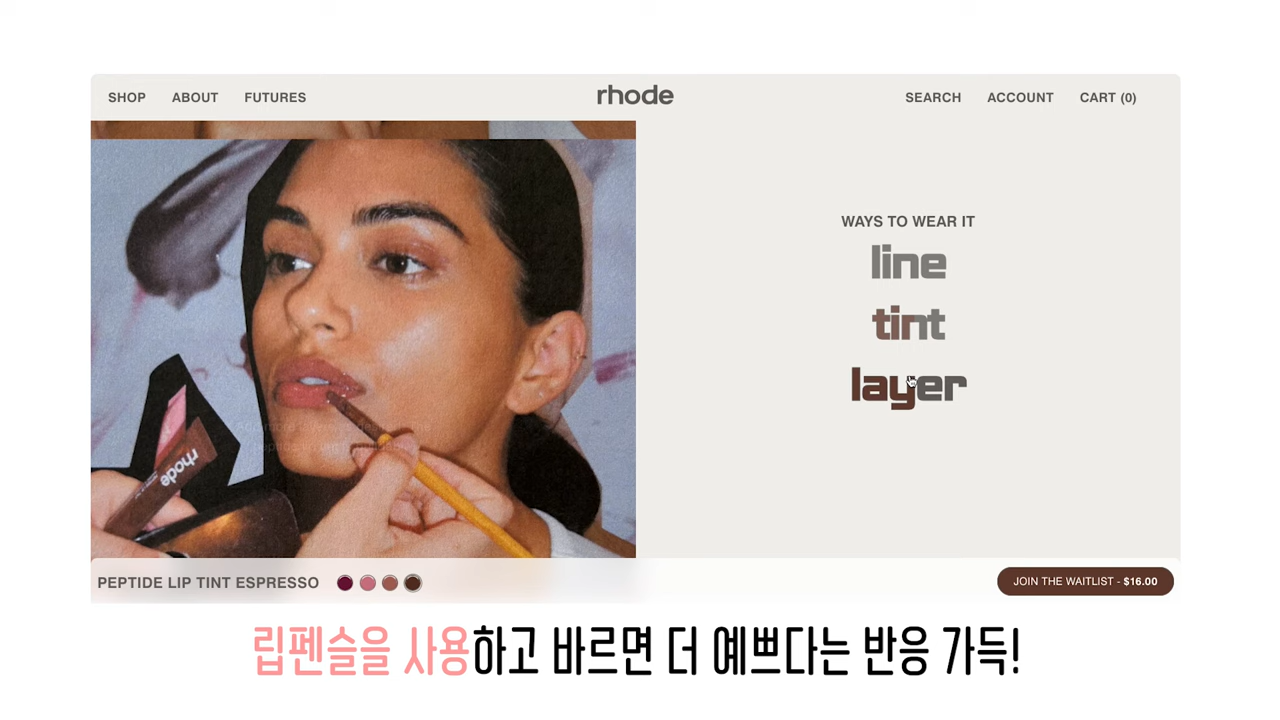 SHOP ABOUT FUTURES rhode SEARCH ACCOUNT CART (0)
WAYS TO WEAR IT
line
tint
layer
rhode
PEPTIDE LIP TINT ESPRESSO JOIN THE WAITLIST - $16.00
립펜슬을 사용하고 바르면 더 예쁘다는 반응 가득!